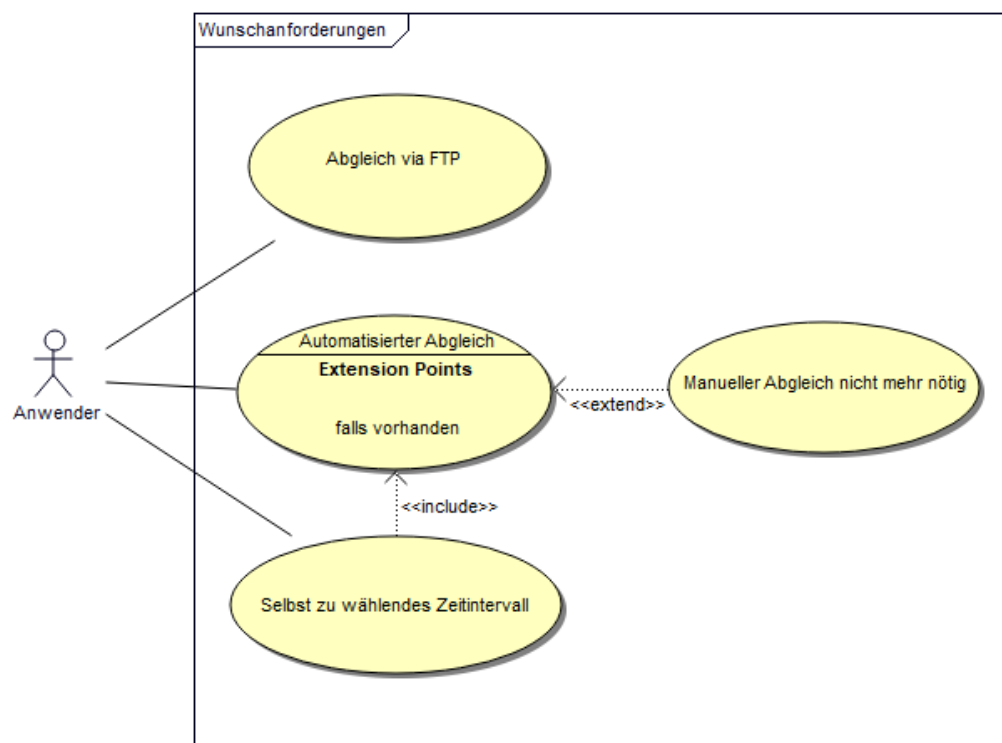 Wunschanforderungen
Abgleich via FTP
Automatisierter Abgleich
Extension Points
falls vorhanden
Manueller Abgleich nicht mehr nötig
<<extend>>
Anwender
<<include>>
Selbst zu wählendes Zeitintervall